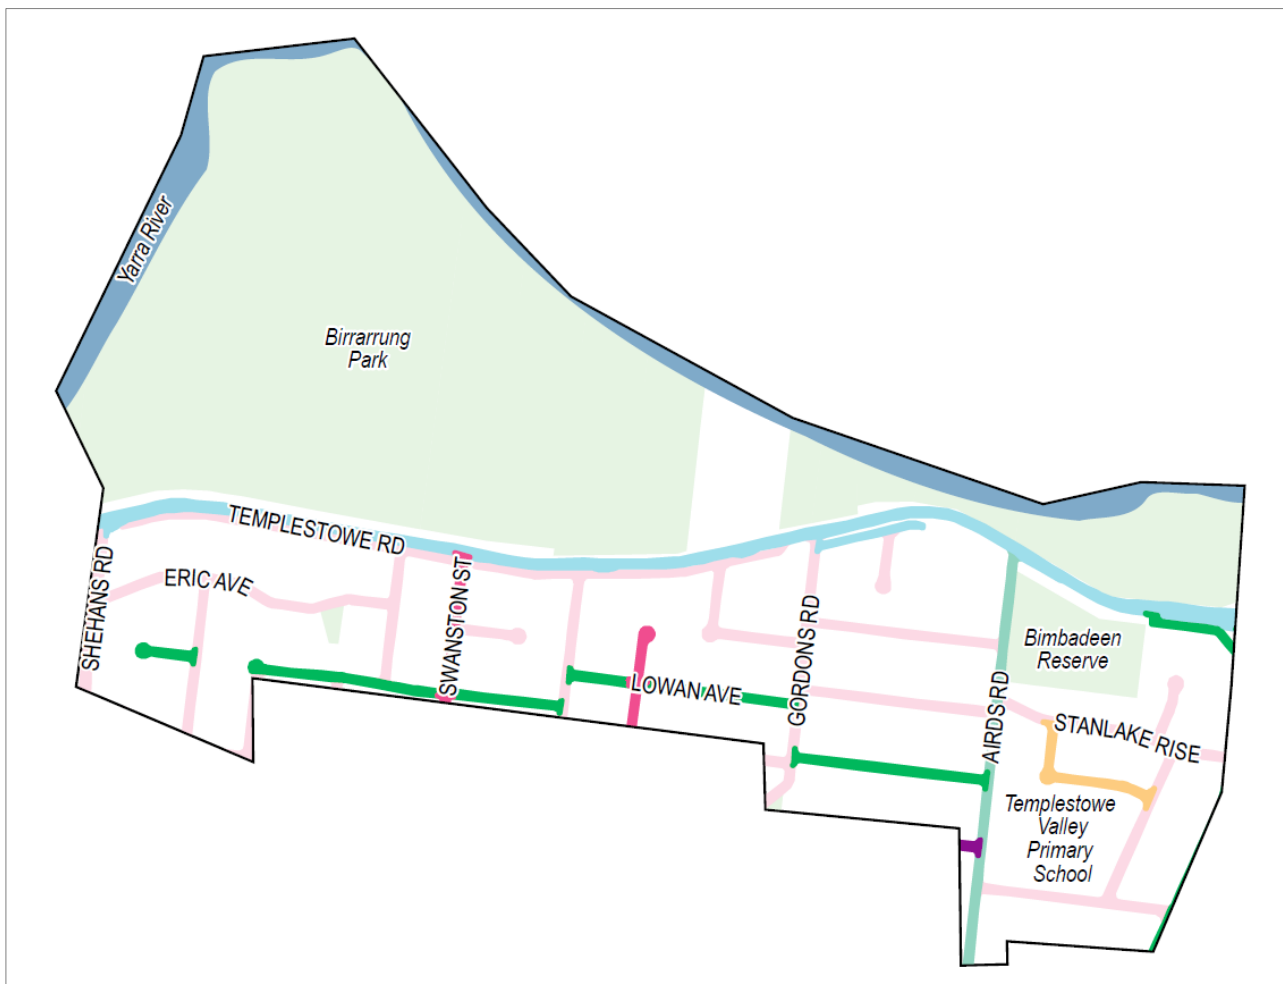 Yarra River
Birrarrung
Park
TEMPLESTOWE RD
ERIC AVE
SHEHANS RD
SWANSTON ST
LOWAN AVE
GORDONS RD
AIRDS RD
Bimbadeen
Reserve
STANLAKE RISE
Templestowe
Valley
Primary
School